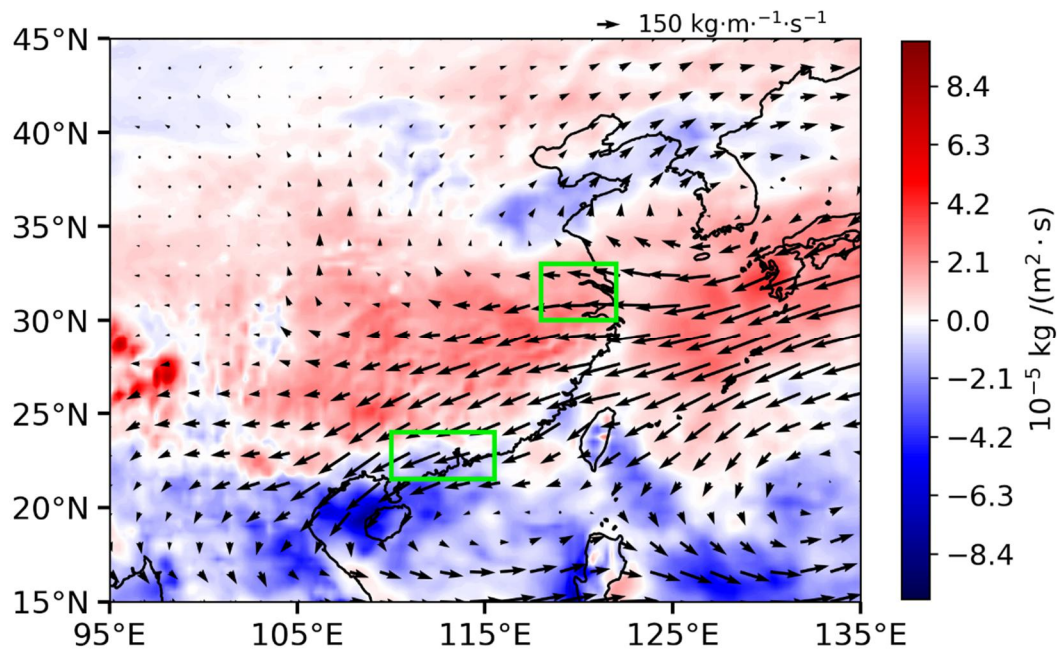 150 kg·m·⁻¹·s⁻¹
45°N
40°N
35°N
30°N
25°N
20°N
15°N
95°E 105°E 115°E 125°E 135°E
8.4
6.3
4.2
2.1
0.0
−2.1
−4.2
−6.3
−8.4
10⁻⁵ kg /(m² · s)